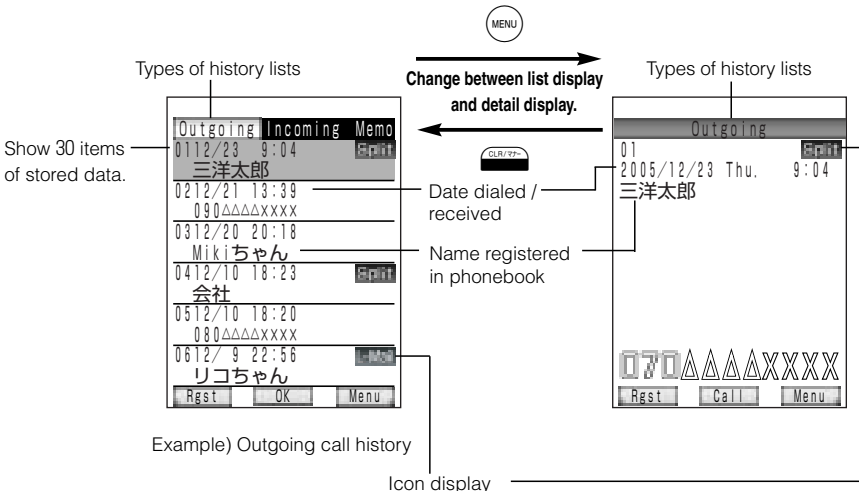 MENU
Types of history lists
Change between list display
and detail display.
Types of history lists
CLR/マナー
Show 30 items
of stored data.
Outgoing Incoming Memo
0112/23 9:04 Split
三洋太郎
0212/21 13:39
090△△△△XXXX
0312/20 20:18
Mikiちゃん
0412/10 18:23 Split
会社
0512/10 18:20
080△△△△XXXX
0612/ 9 22:56 L-Mail
リコちゃん
Rgst OK Menu
Date dialed /
received
Name registered
in phonebook
Outgoing
01 Split
2005/12/23 Thu. 9:04
三洋太郎
070△△△△XXXX
Rgst Call Menu
Example) Outgoing call history
Icon display